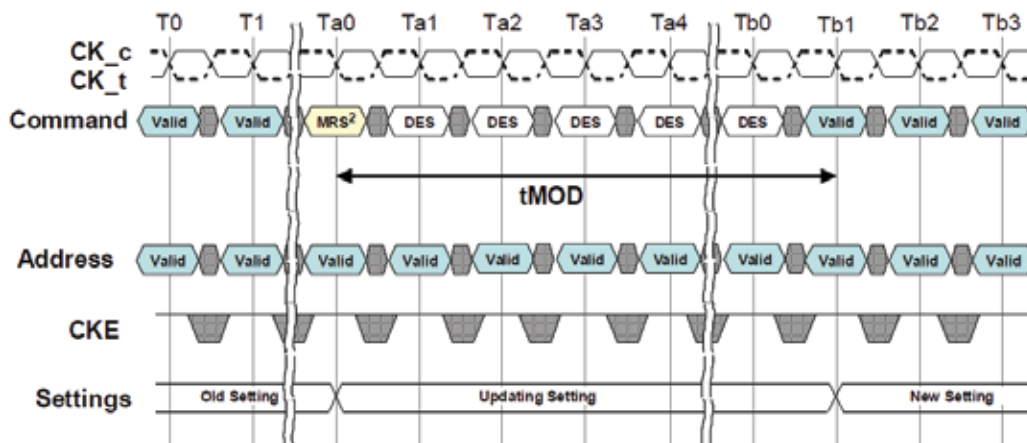 T0 T1 Ta0 Ta1 Ta2 Ta3 Ta4 Tb0 Tb1 Tb2 Tb3
CK_c
CK_t
Command Valid Valid MRS² DES DES DES DES DES Valid Valid Valid
tMOD
Address Valid Valid Valid Valid Valid Valid Valid Valid Valid Valid Valid
CKE
Settings Old Setting Updating Setting New Setting